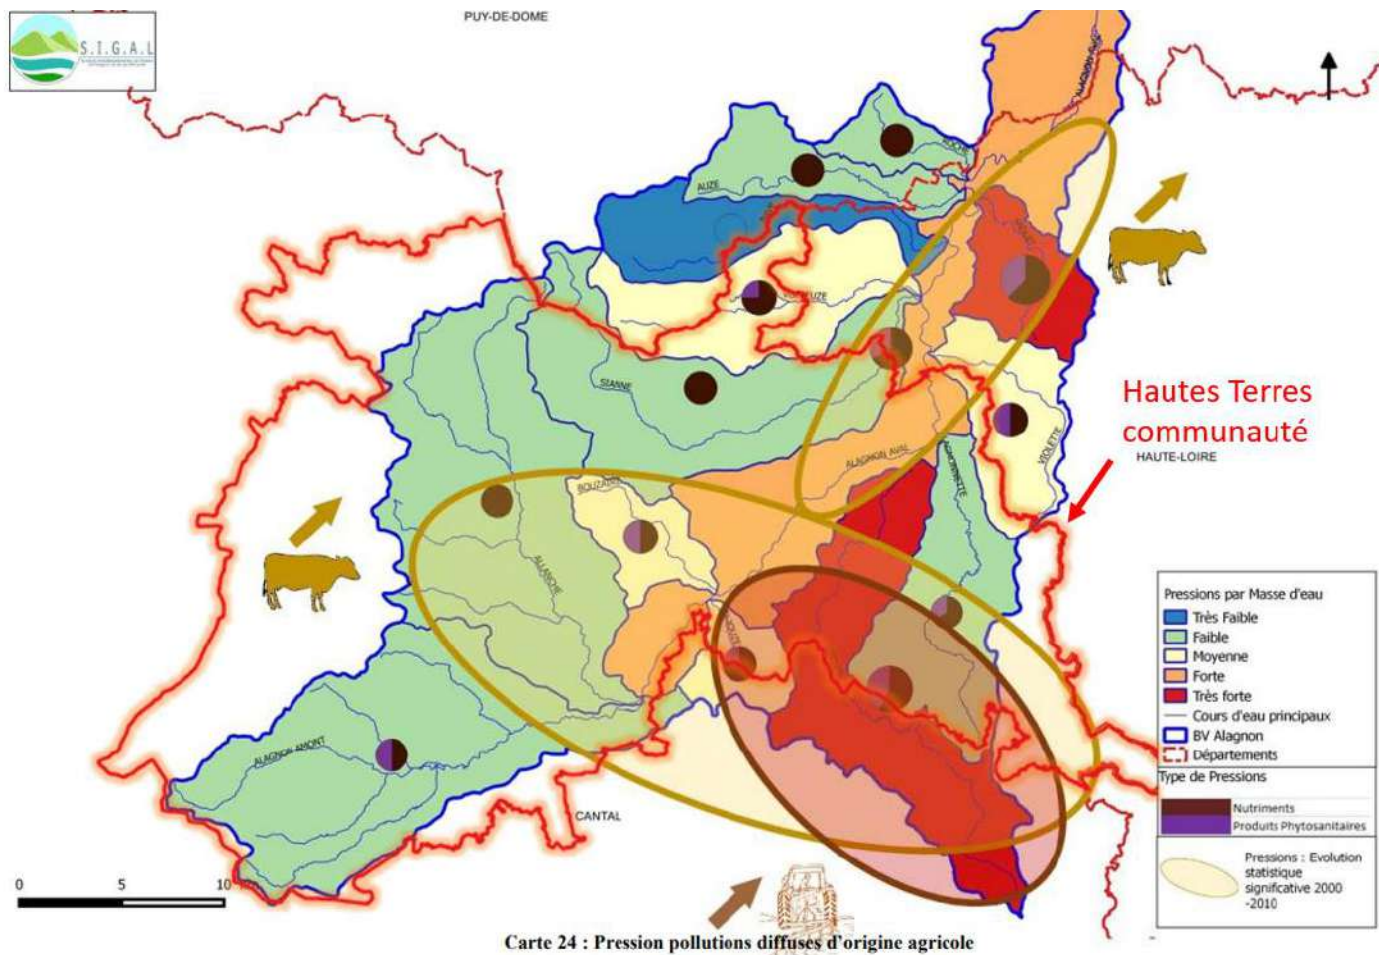 PUY-DE-DOME
S.I.G.A.L
ROCHE
AUZE
SIANNE
ALAGNON AVAL
BOUZAIRE
ALLANCHE
VIOLETTE
ALAGNON AMONT
CANTAL
Hautes Terres
communauté
HAUTE-LOIRE
Pressions par Masse d'eau
Très Faible
Faible
Moyenne
Forte
Très forte
Cours d'eau principaux
BV Alagnon
Départements
Type de Pressions
Nutriments
Produits Phytosanitaires
Pressions : Evolution
statistique
significative 2000
-2010
0 5 10
Carte 24 : Pression pollutions diffuses d'origine agricole